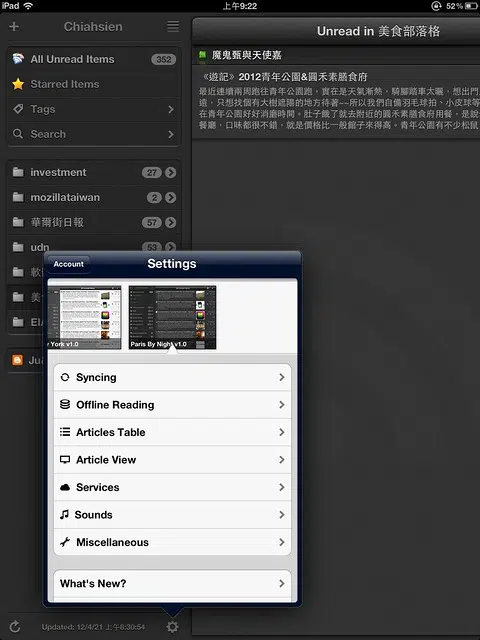 iPad
上午9:22
52%
Chiahsien
All Unread Items 352
Starred Items
Tags
Search
investment 27
mozillataiwan 2
華爾街日報 57
udn 53
軟
美
El
Ju
Updated: 12/4/21 上午8:30:54
Unread in 美食部落格
魔鬼甄與天使嘉
《遊記》2012青年公園&圓禾素膳食府
最近連續兩周跑往青年公園跑，實在是天氣漸熱，騎腳踏車太曬，想出門
遠，只想找個有大樹遮陽的地方待著~~所以我們自備羽毛球拍、小皮球等
在青年公園好好消磨時間。肚子餓了就去附近的圓禾素膳食府用餐，是說
餐廳，口味都很不錯，就是價格比一般館子來得高。青年公園有不少松鼠
Account
Settings
York v1.0
Paris By Night v1.0
Syncing
Offline Reading
Articles Table
Article View
Services
Sounds
Miscellaneous
What's New?